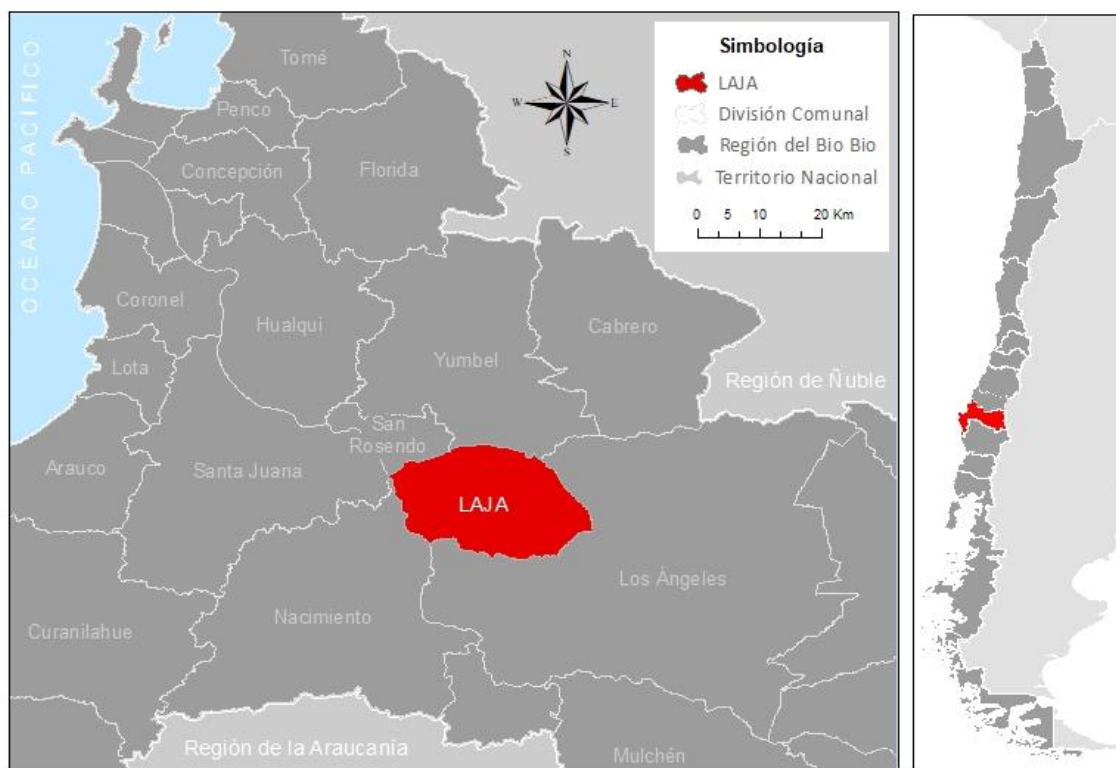 OCÉANO PACÍFICO
Tomé
Penco
Concepción
Florida
N
W
E
S
Simbología
LAJA
División Comunal
Región del Bio Bio
Territorio Nacional
0 5 10 20 Km
Coronel
Hualqui
Cabrero
Lota
Yumbel
Región de Ñuble
San
Rosendo
Arauco
Santa Juana
LAJA
Los Ángeles
Nacimiento
Curanilahue
Región de la Araucanía
Mulchén